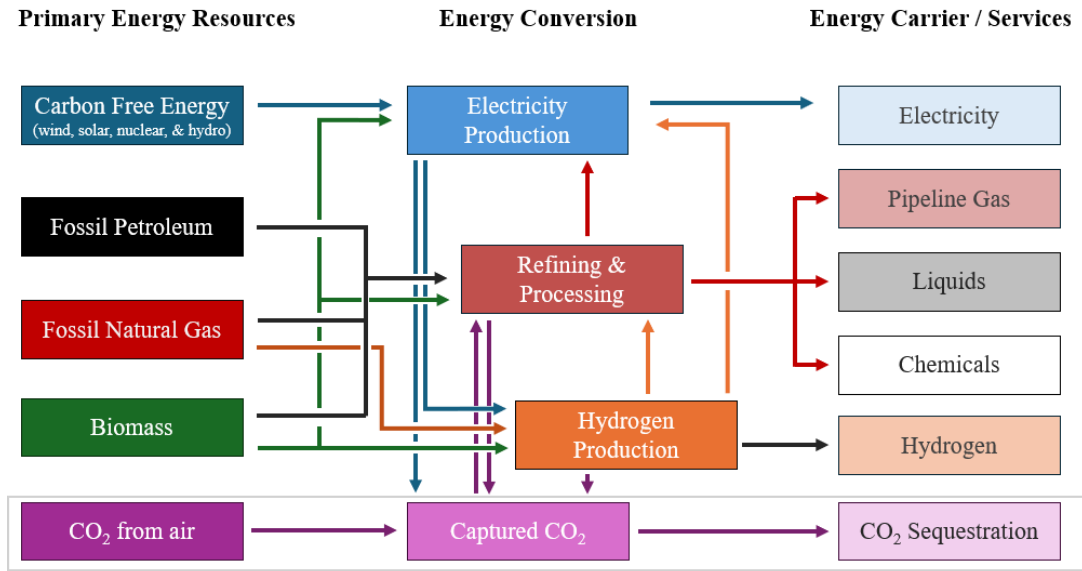 Primary Energy Resources
Energy Conversion
Energy Carrier / Services
Carbon Free Energy
(wind, solar, nuclear, & hydro)
Electricity
Production
Electricity
Fossil Petroleum
Pipeline Gas
Refining &
Processing
Liquids
Fossil Natural Gas
Chemicals
Biomass
Hydrogen
Production
Hydrogen
CO₂ from air
Captured CO₂
CO₂ Sequestration